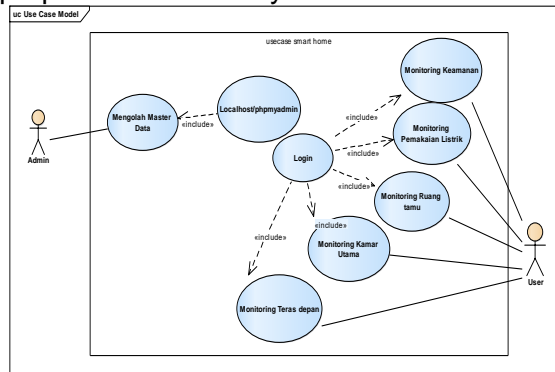 uc Use Case Model
usecase smart home
Monitoring Keamanan
Localhost/phpmyadmin
Mengolah Master
Data
«include»
«include»
Monitoring
Pemakaian Listrik
Admin
Login
«include»
«include»
Monitoring Ruang
tamu
«include»
«include»
Monitoring Kamar
Utama
User
Monitoring Teras depan